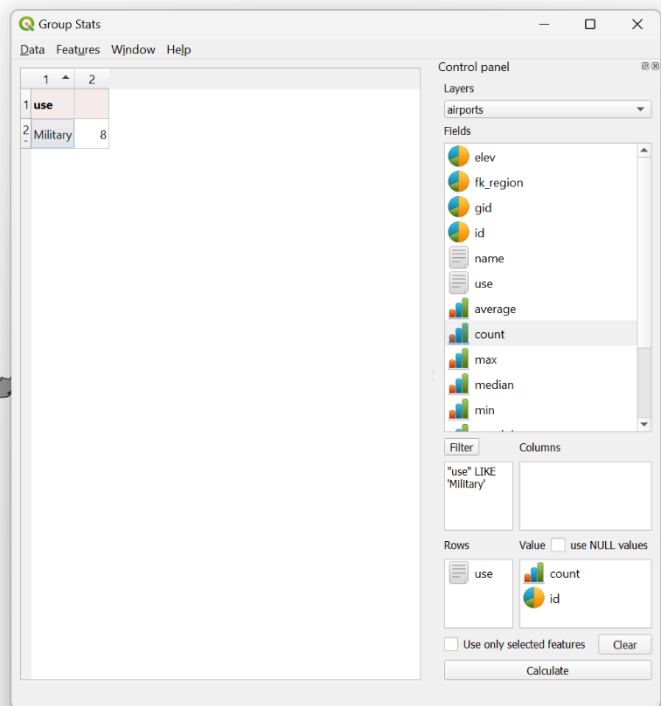 Group Stats
Data Features Window Help
1 2
1 use
2 Military 8
Control panel
Layers
airports
Fields
elev
fk_region
gid
id
name
use
average
count
max
median
min
Filter Columns
"use" LIKE
'Military'
Rows Value use NULL values
use count
id
Use only selected features Clear
Calculate